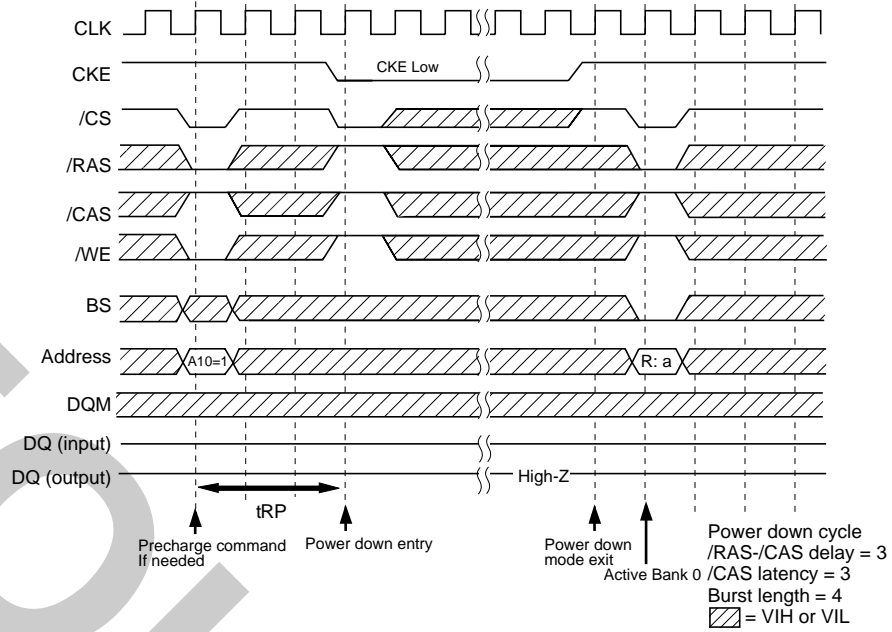 CLK
CKE
CKE Low
/CS
/RAS
/CAS
/WE
BS
Address
A10=1
R: a
DQM
DQ (input)
DQ (output)
High-Z
tRP
Precharge command
If needed
Power down entry
Power down
mode exit
Active Bank 0
Power down cycle
/RAS-/CAS delay = 3
/CAS latency = 3
Burst length = 4
= VIH or VIL